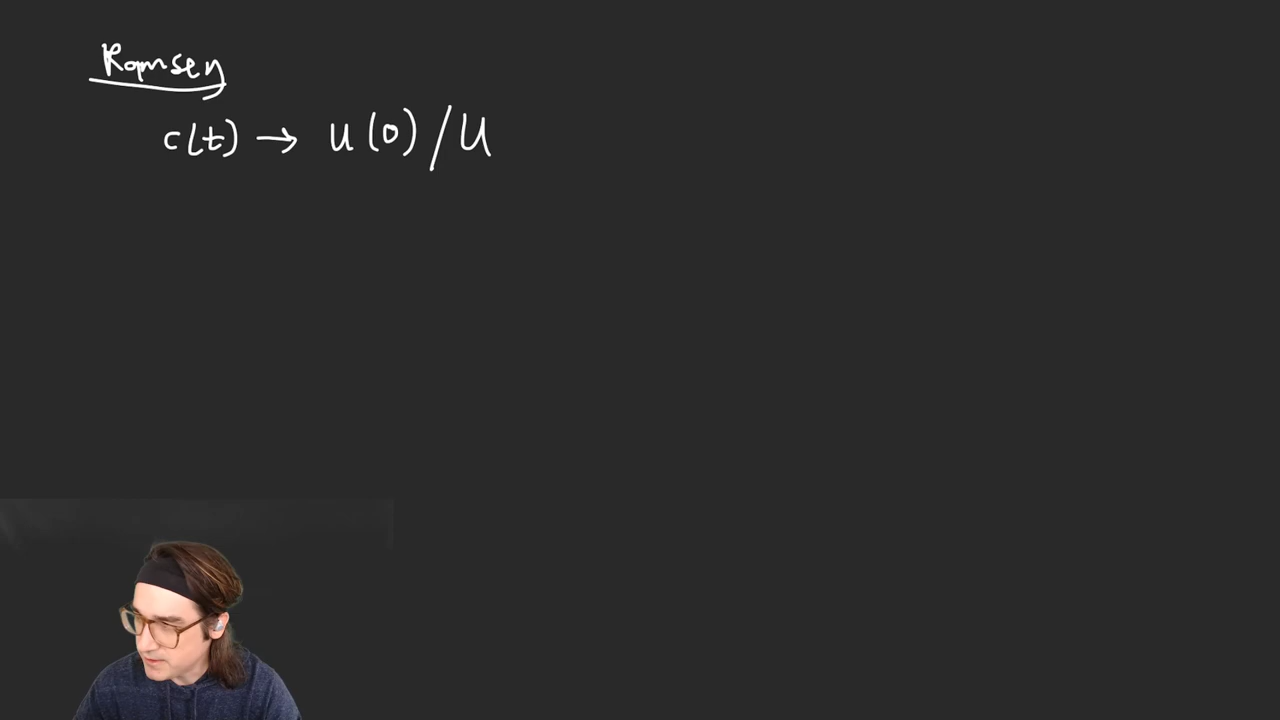 Ramsey
c(t) → U(0)/U